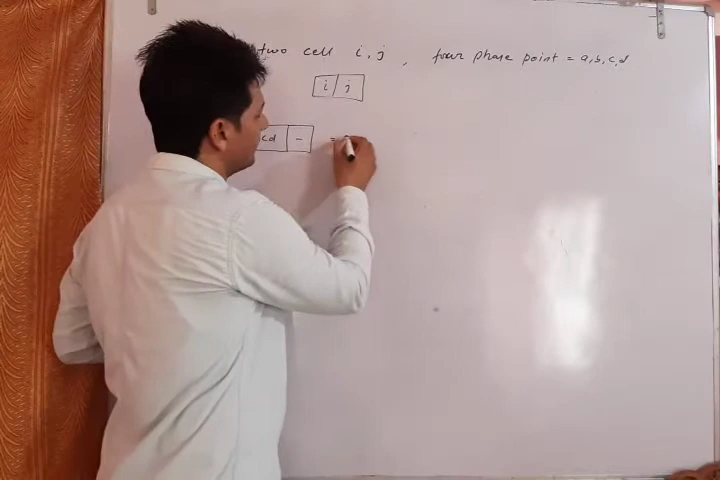 two cell i, j , four phase point = a, b, c, d
i j
cd - =